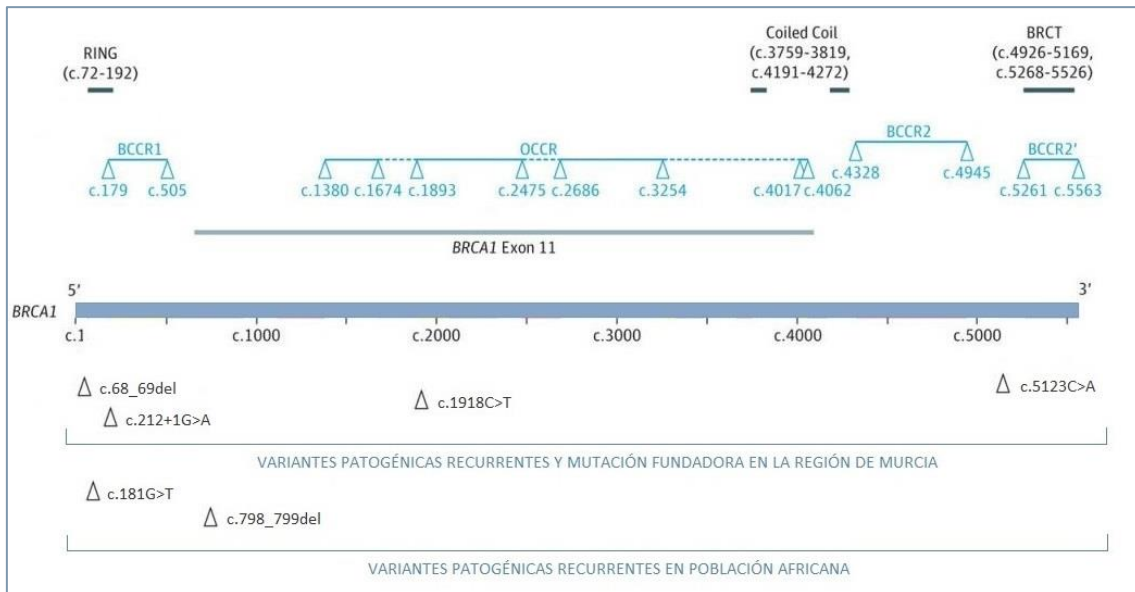 RING
(c.72-192)
Coiled Coil
(c.3759-3819,
c.4191-4272)
BRCT
(c.4926-5169,
c.5268-5526)
BCCR1
c.179
c.505
OCCR
c.1380
c.1674
c.1893
c.2475
c.2686
c.3254
c.4017
c.4062
BCCR2
c.4328
c.4945
BCCR2'
c.5261
c.5563
BRCA1 Exon 11
5'
3'
BRCA1
c.1
c.1000
c.2000
c.3000
c.4000
c.5000
c.68_69del
c.212+1G>A
c.1918C>T
c.5123C>A
VARIANTES PATOGÉNICAS RECURRENTES Y MUTACIÓN FUNDADORA EN LA REGIÓN DE MURCIA
c.181G>T
c.798_799del
VARIANTES PATOGÉNICAS RECURRENTES EN POBLACIÓN AFRICANA